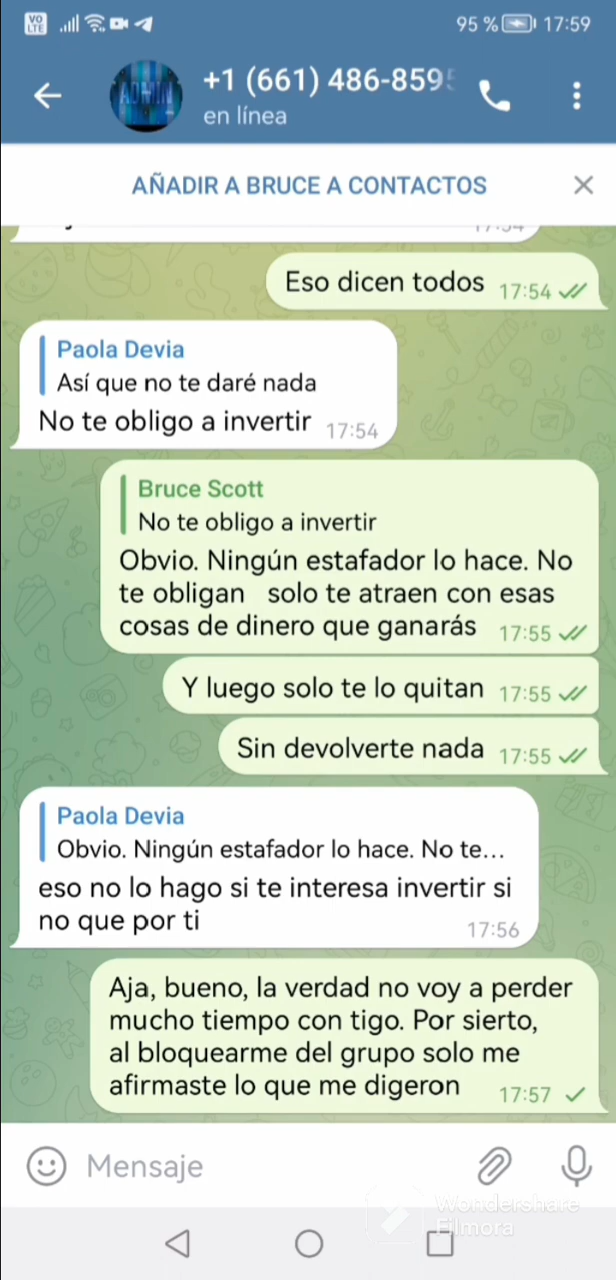 VO
LTE
95 % 17:59
ADMIN
+1 (661) 486-8595
en línea
AÑADIR A BRUCE A CONTACTOS
17:54
Eso dicen todos 17:54
Paola Devia
Así que no te daré nada
No te obligo a invertir 17:54
Bruce Scott
No te obligo a invertir
Obvio. Ningún estafador lo hace. No
te obligan solo te atraen con esas
cosas de dinero que ganarás 17:55
Y luego solo te lo quitan 17:55
Sin devolverte nada 17:55
Paola Devia
Obvio. Ningún estafador lo hace. No te...
eso no lo hago si te interesa invertir si
no que por ti 17:56
Aja, bueno, la verdad no voy a perder
mucho tiempo con tigo. Por sierto,
al bloquearme del grupo solo me
afirmaste lo que me digeron 17:57
Mensaje
Wondershare
Filmora